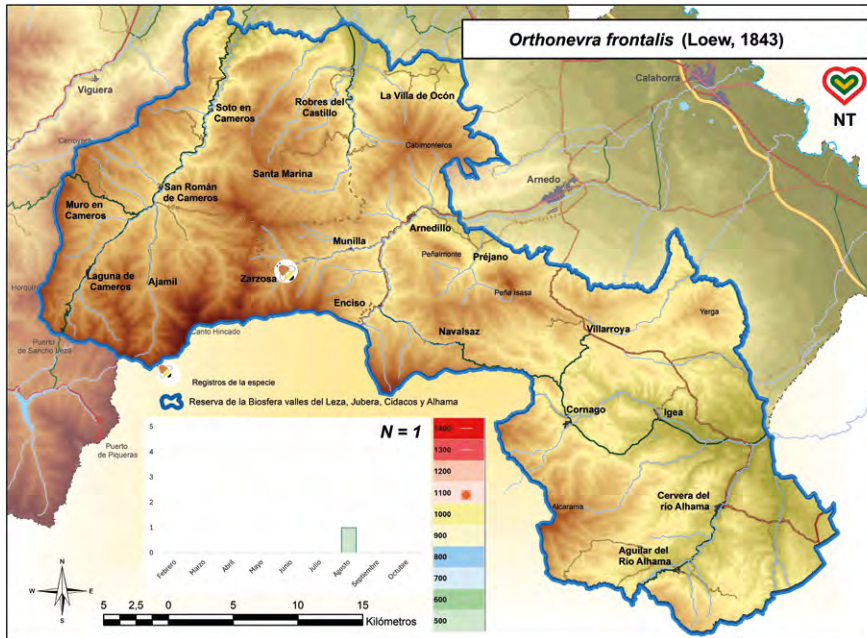 Orthonevra frontalis (Loew, 1843)
NT
Viguera
Calahorra
Soto en
Cameros
Robres del
Castillo
La Villa de Ocón
Cabimonteros
Santa Marina
Arnedo
San Román
de Cameros
Muro en
Cameros
Arnedillo
Munilla
Peñalmonte
Préjano
Zarzosa
Laguna de
Cameros
Ajamil
Enciso
Peña Isasa
Yerga
Navalsaz
Villarroya
Canto Hincado
Puerto
de Sancho Leza
Registros de la especie
Reserva de la Biosfera valles del Leza, Jubera, Cidacos y Alhama
Cornago
Igea
Puerto
de Piqueras
N = 1
5
4
3
2
1
0
Febrero
Marzo
Abril
Mayo
Junio
Julio
Agosto
Septiembre
Octubre
1400
1300
1200
1100
1000
900
800
700
600
500
Alcarama
Cervera del
río Alhama
Aguilar del
Río Alhama
N
W
E
S
5 2,5 0 5 10 15
Kilómetros